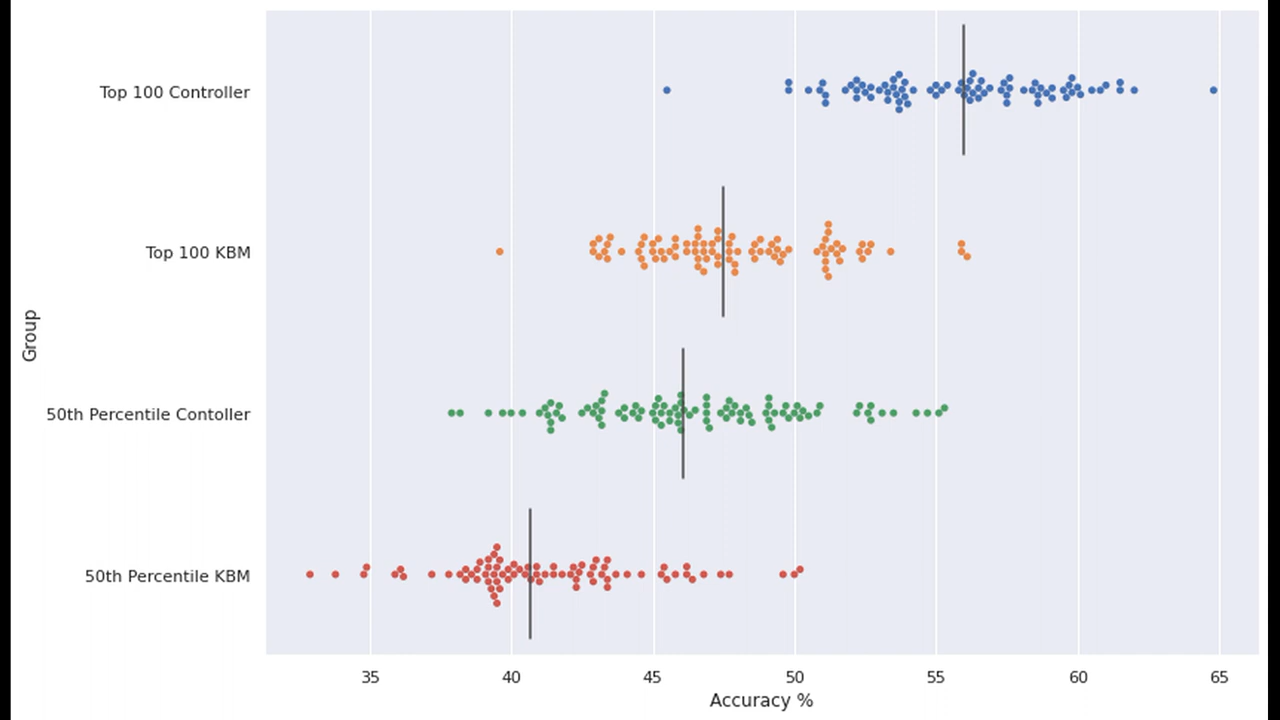 Top 100 Controller
Top 100 KBM
Group
50th Percentile Contoller
50th Percentile KBM
35 40 45 50 55 60 65
Accuracy %